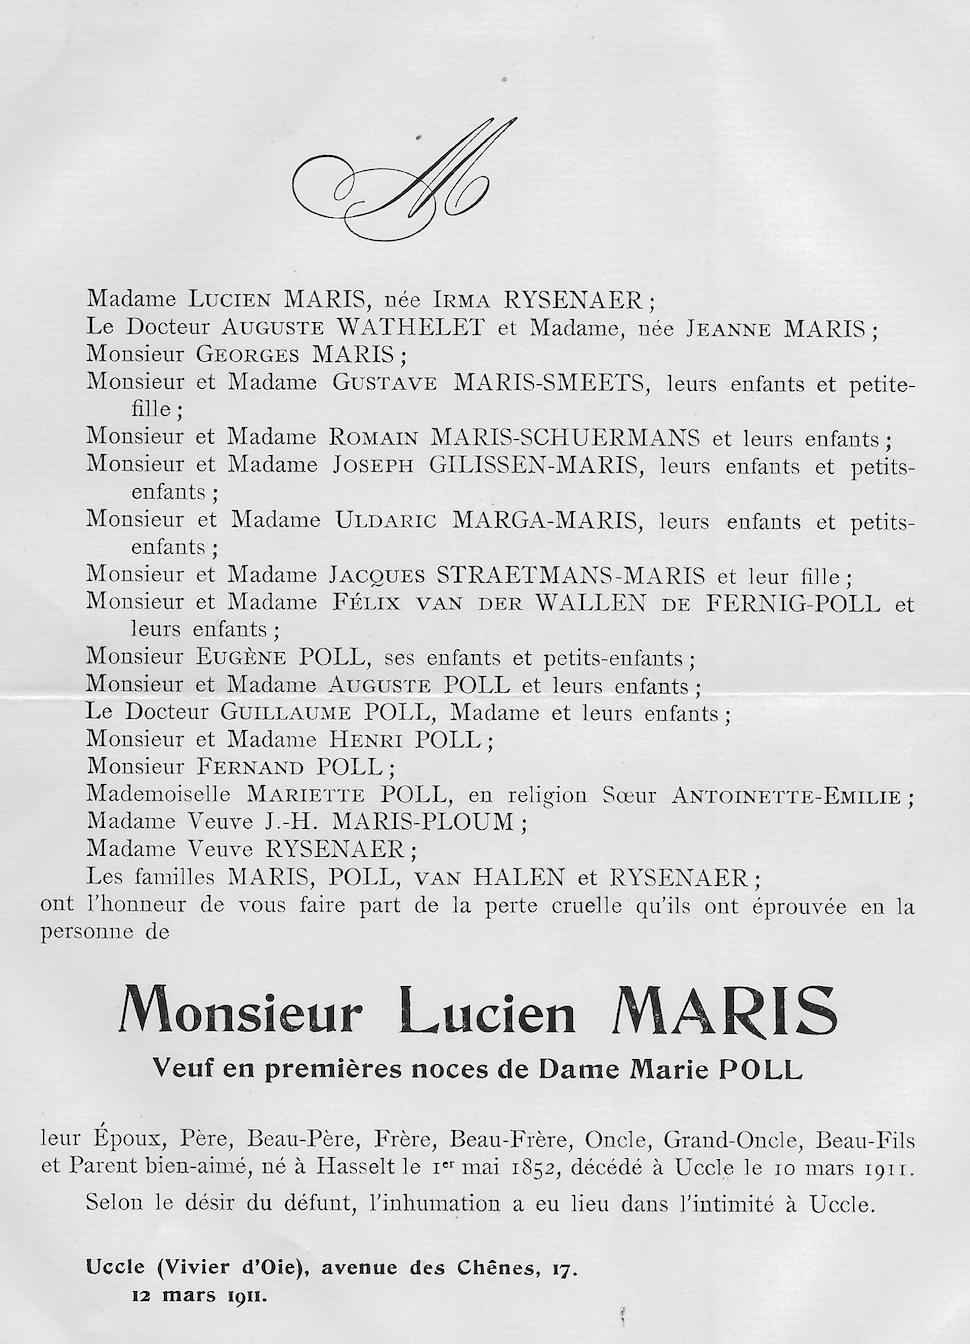 M
Madame Lucien MARIS, née Irma RYSENAER ;
Le Docteur Auguste WATHELET et Madame, née Jeanne MARIS ;
Monsieur Georges MARIS ;
Monsieur et Madame Gustave MARIS-SMEETS, leurs enfants et petite-
fille ;
Monsieur et Madame Romain MARIS-SCHUERMANS et leurs enfants ;
Monsieur et Madame Joseph GILISSEN-MARIS, leurs enfants et petits-
enfants ;
Monsieur et Madame Uldaric MARGA-MARIS, leurs enfants et petits-
enfants ;
Monsieur et Madame Jacques STRAETMANS-MARIS et leur fille ;
Monsieur et Madame Félix van der WALLEN de FERNIG-POLL et
leurs enfants ;
Monsieur Eugène POLL, ses enfants et petits-enfants ;
Monsieur et Madame Auguste POLL et leurs enfants ;
Le Docteur Guillaume POLL, Madame et leurs enfants ;
Monsieur et Madame Henri POLL ;
Monsieur Fernand POLL ;
Mademoiselle Mariette POLL, en religion Sœur Antoinette-Emilie ;
Madame Veuve J.-H. MARIS-PLOUM ;
Madame Veuve RYSENAER ;
Les familles MARIS, POLL, van HALEN et RYSENAER ;
ont l'honneur de vous faire part de la perte cruelle qu'ils ont éprouvée en la
personne de
Monsieur Lucien MARIS
Veuf en premières noces de Dame Marie POLL
leur Époux, Père, Beau-Père, Frère, Beau-Frère, Oncle, Grand-Oncle, Beau-Fils
et Parent bien-aimé, né à Hasselt le 1er mai 1852, décédé à Uccle le 10 mars 1911.
Selon le désir du défunt, l'inhumation a eu lieu dans l'intimité à Uccle.
Uccle (Vivier d'Oie), avenue des Chênes, 17.
12 mars 1911.